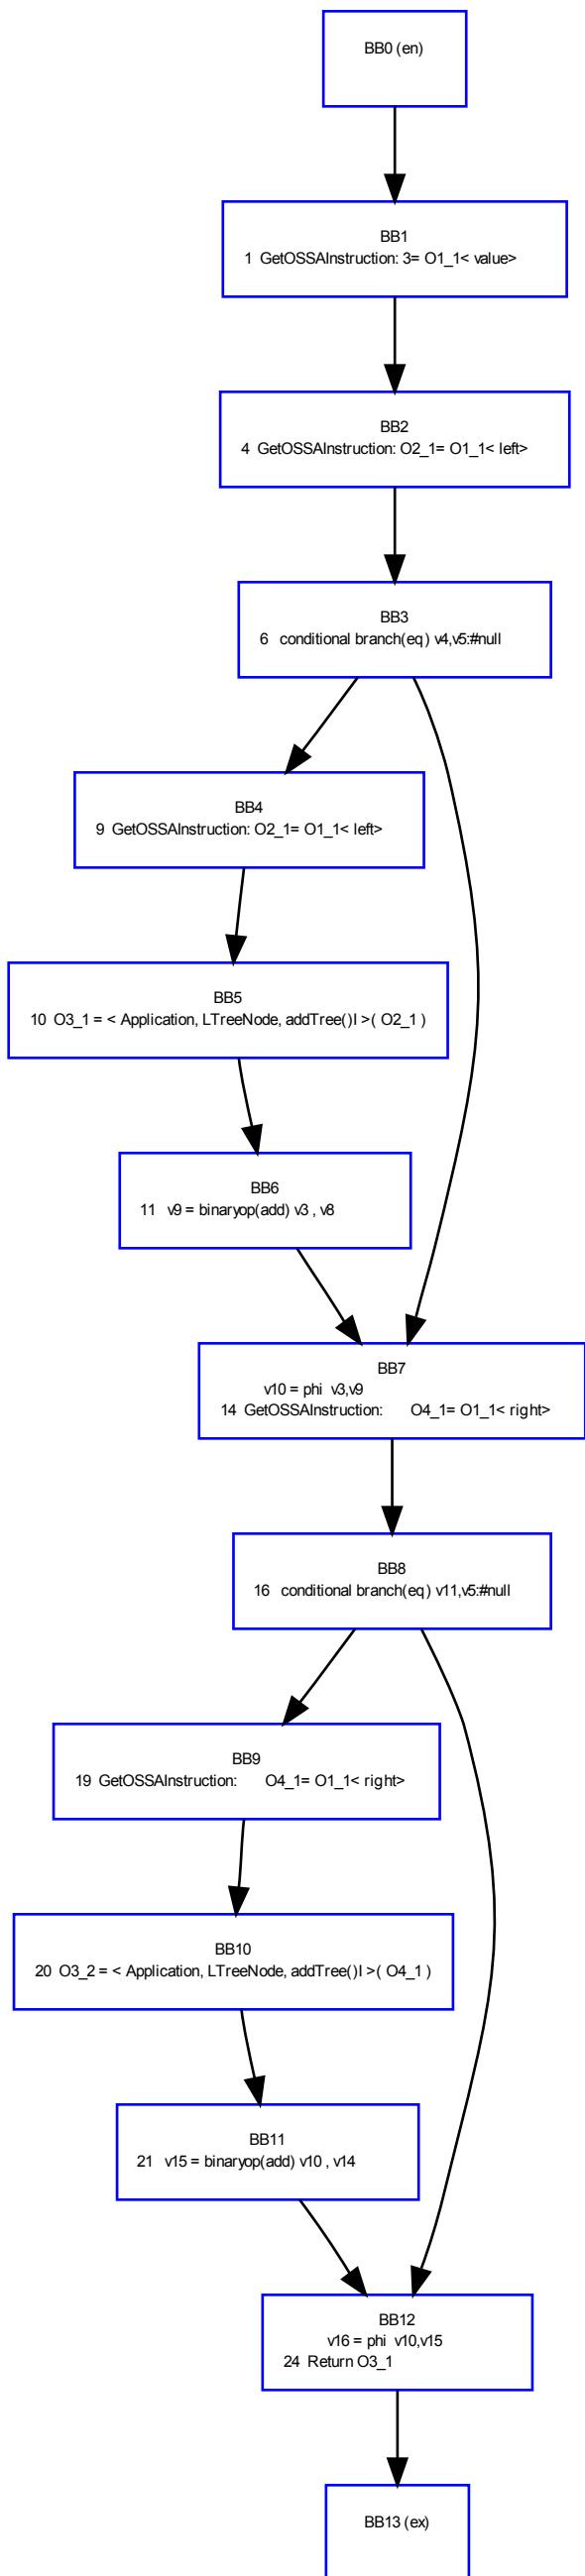 BB0 (en)
BB1
1 GetOSSAInstruction: 3= O1_1< value>
BB2
4 GetOSSAInstruction: O2_1= O1_1< left>
BB3
6 conditional branch(eq) v4,v5:#null
BB4
9 GetOSSAInstruction: O2_1= O1_1< left>
BB5
10 O3_1 = < Application, LTreeNode, addTree()I >( O2_1 )
BB6
11 v9 = binaryop(add) v3 , v8
BB7
v10 = phi v3,v9
14 GetOSSAInstruction: O4_1= O1_1< right>
BB8
16 conditional branch(eq) v11,v5:#null
BB9
19 GetOSSAInstruction: O4_1= O1_1< right>
BB10
20 O3_2 = < Application, LTreeNode, addTree()I >( O4_1 )
BB11
21 v15 = binaryop(add) v10 , v14
BB12
v16 = phi v10,v15
24 Return O3_1
BB13 (ex)